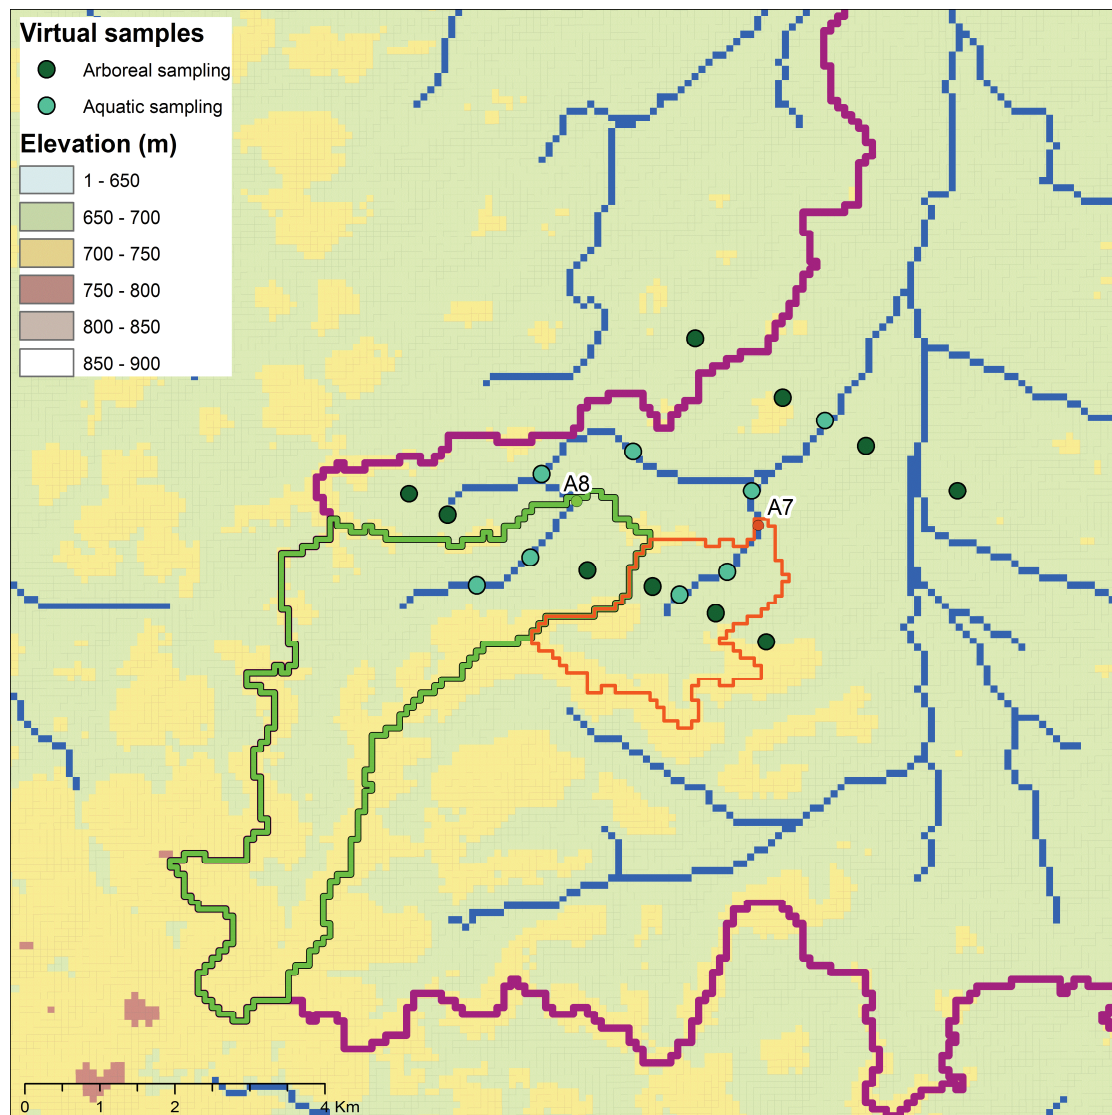 Virtual samples
Arboreal sampling
Aquatic sampling
Elevation (m)
1 - 650
650 - 700
700 - 750
750 - 800
800 - 850
850 - 900
A8
A7
0 1 2 4 Km